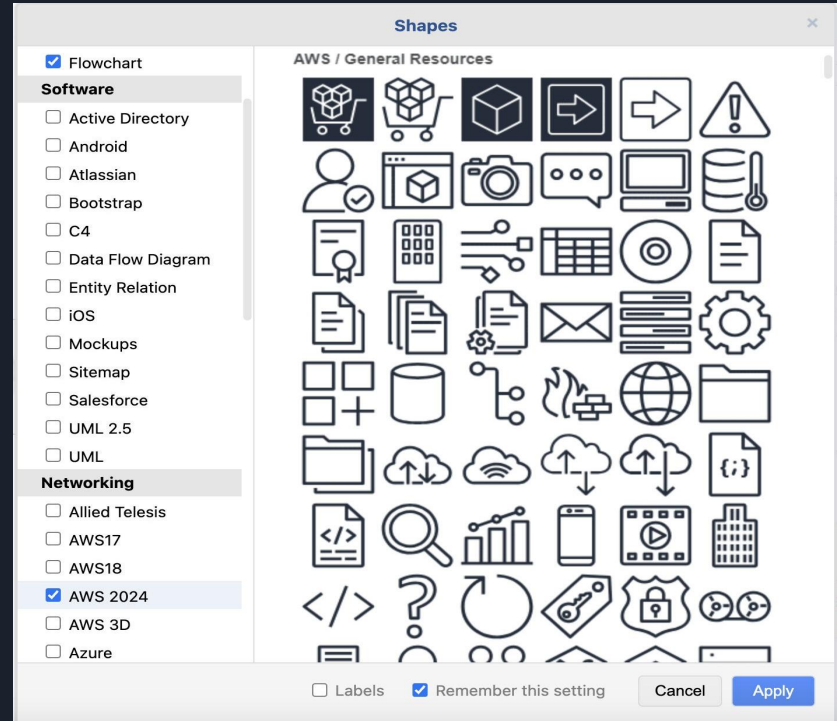 Shapes
×
Flowchart
Software
Active Directory
Android
Atlassian
Bootstrap
C4
Data Flow Diagram
Entity Relation
iOS
Mockups
Sitemap
Salesforce
UML 2.5
UML
Networking
Allied Telesis
AWS17
AWS18
AWS 2024
AWS 3D
Azure
AWS / General Resources
{;}
</>
</>
?
Labels
Remember this setting
Cancel
Apply